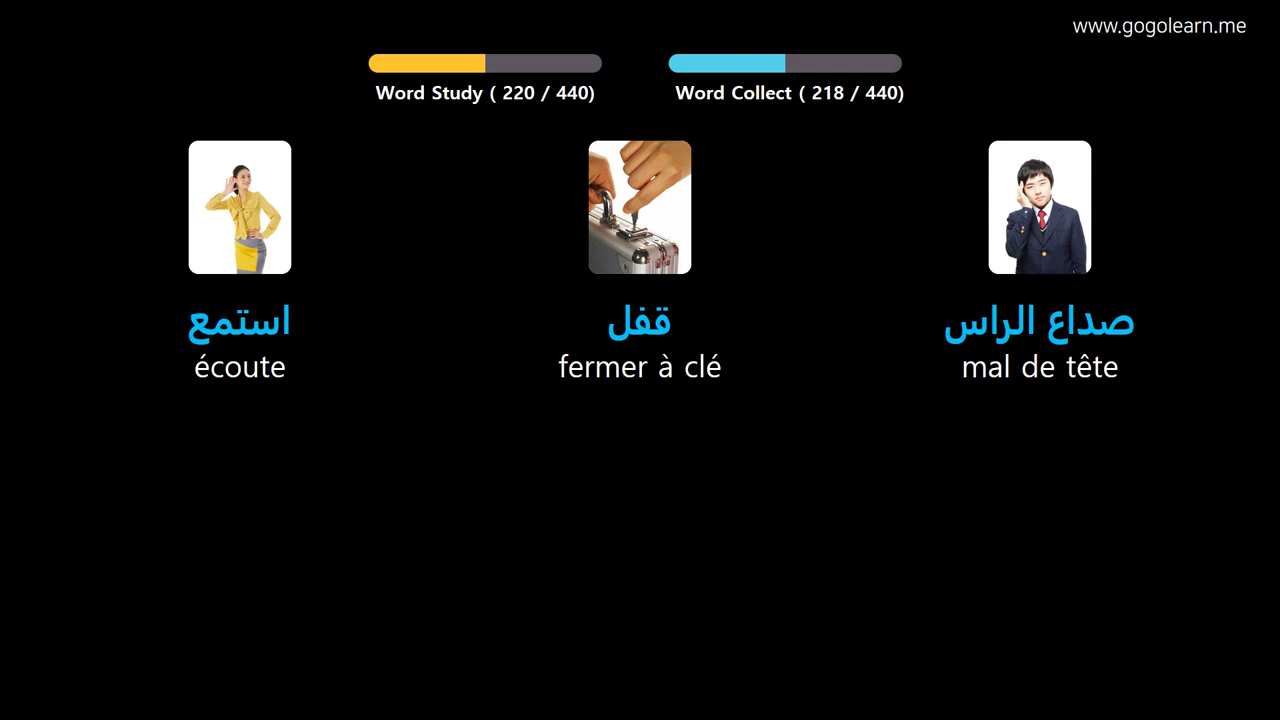 www.gogolearn.me
Word Study ( 220 / 440)
Word Collect ( 218 / 440)
استمع
قفل
صداع الراس
écoute
fermer à clé
mal de tête